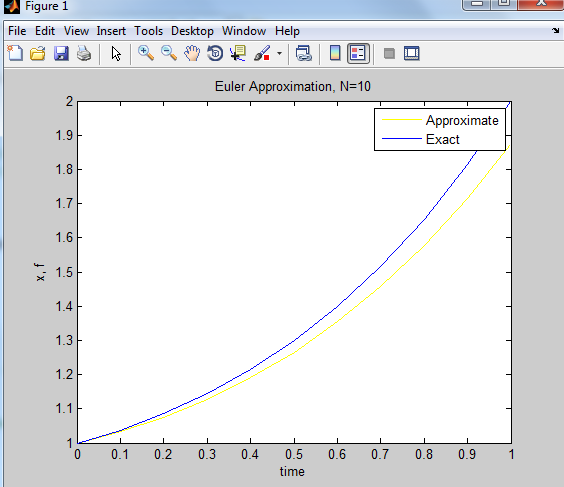 Figure 1
File Edit View Insert Tools Desktop Window Help
Euler Approximation, N=10
Approximate
Exact
2
1.9
1.8
1.7
1.6
1.5
1.4
1.3
1.2
1.1
1
x, f
0 0.1 0.2 0.3 0.4 0.5 0.6 0.7 0.8 0.9 1
time